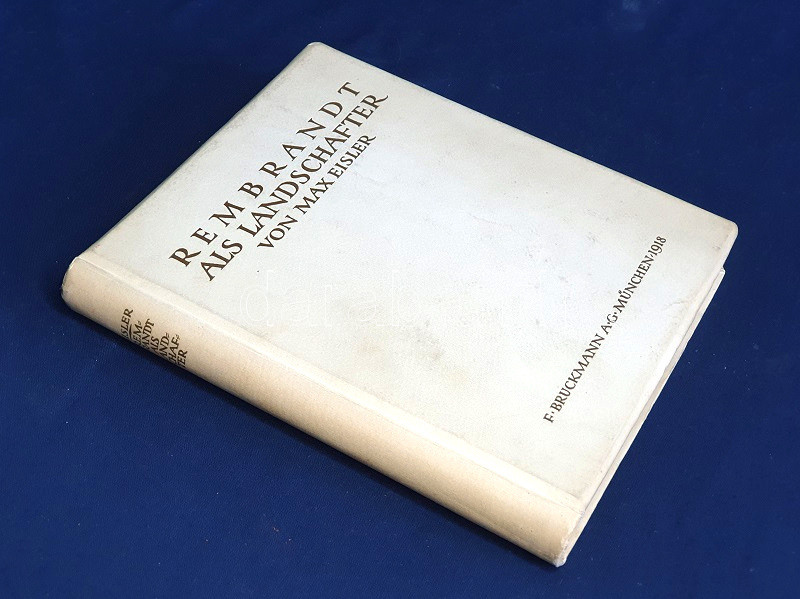 REMBRANDT
ALS LANDSCHAFTER
VON MAX EISLER
F·BRUCKMANN A·G·MÜNCHEN·1918
EISLER
REM=
BRANDT
ALS
LAND=
SCHAF=
TER